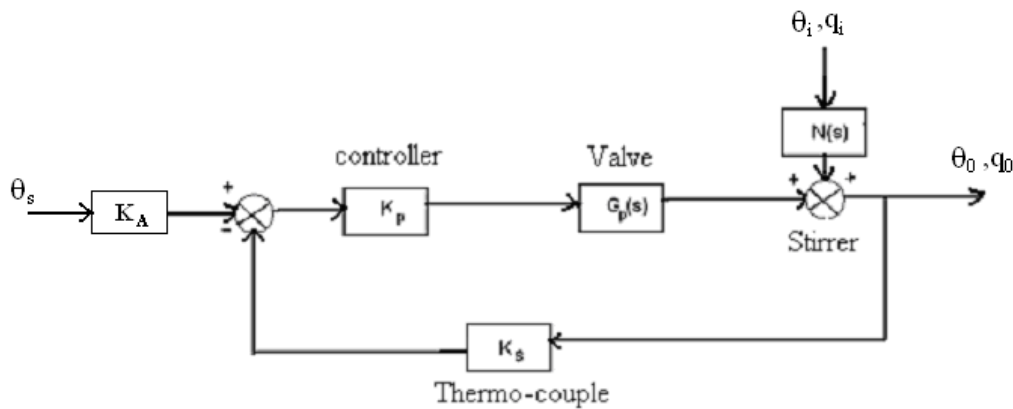 θi ,qi
N(s)
θ0 ,q0
controller
Valve
θs
KA
+
-
Kp
Gp(s)
+
+
Stirrer
Ks
Thermo-couple